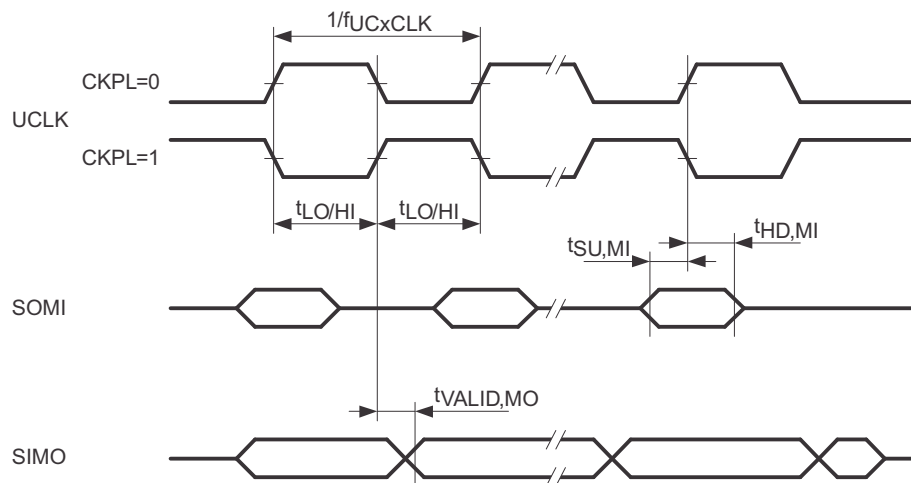 1/fUCxCLK
CKPL=0
UCLK
CKPL=1
tLO/HI tLO/HI
tHD,MI
tSU,MI
SOMI
tVALID,MO
SIMO